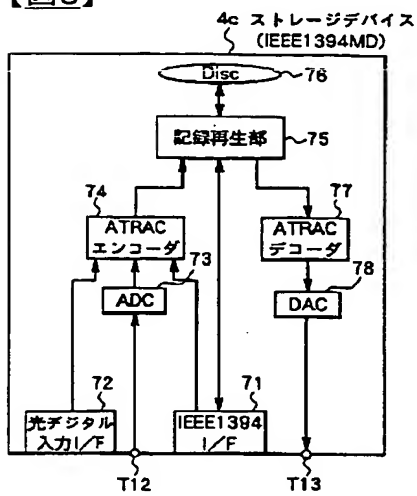 4c ストレージデバイス
(IEEE1394MD)
Disc
76
記録再生部
75
74
77
ATRAC
エンコーダ
ATRAC
デコーダ
73
78
ADC
DAC
72
71
光デジタル
入力I/F
IEEE1394
I/F
T12
T13